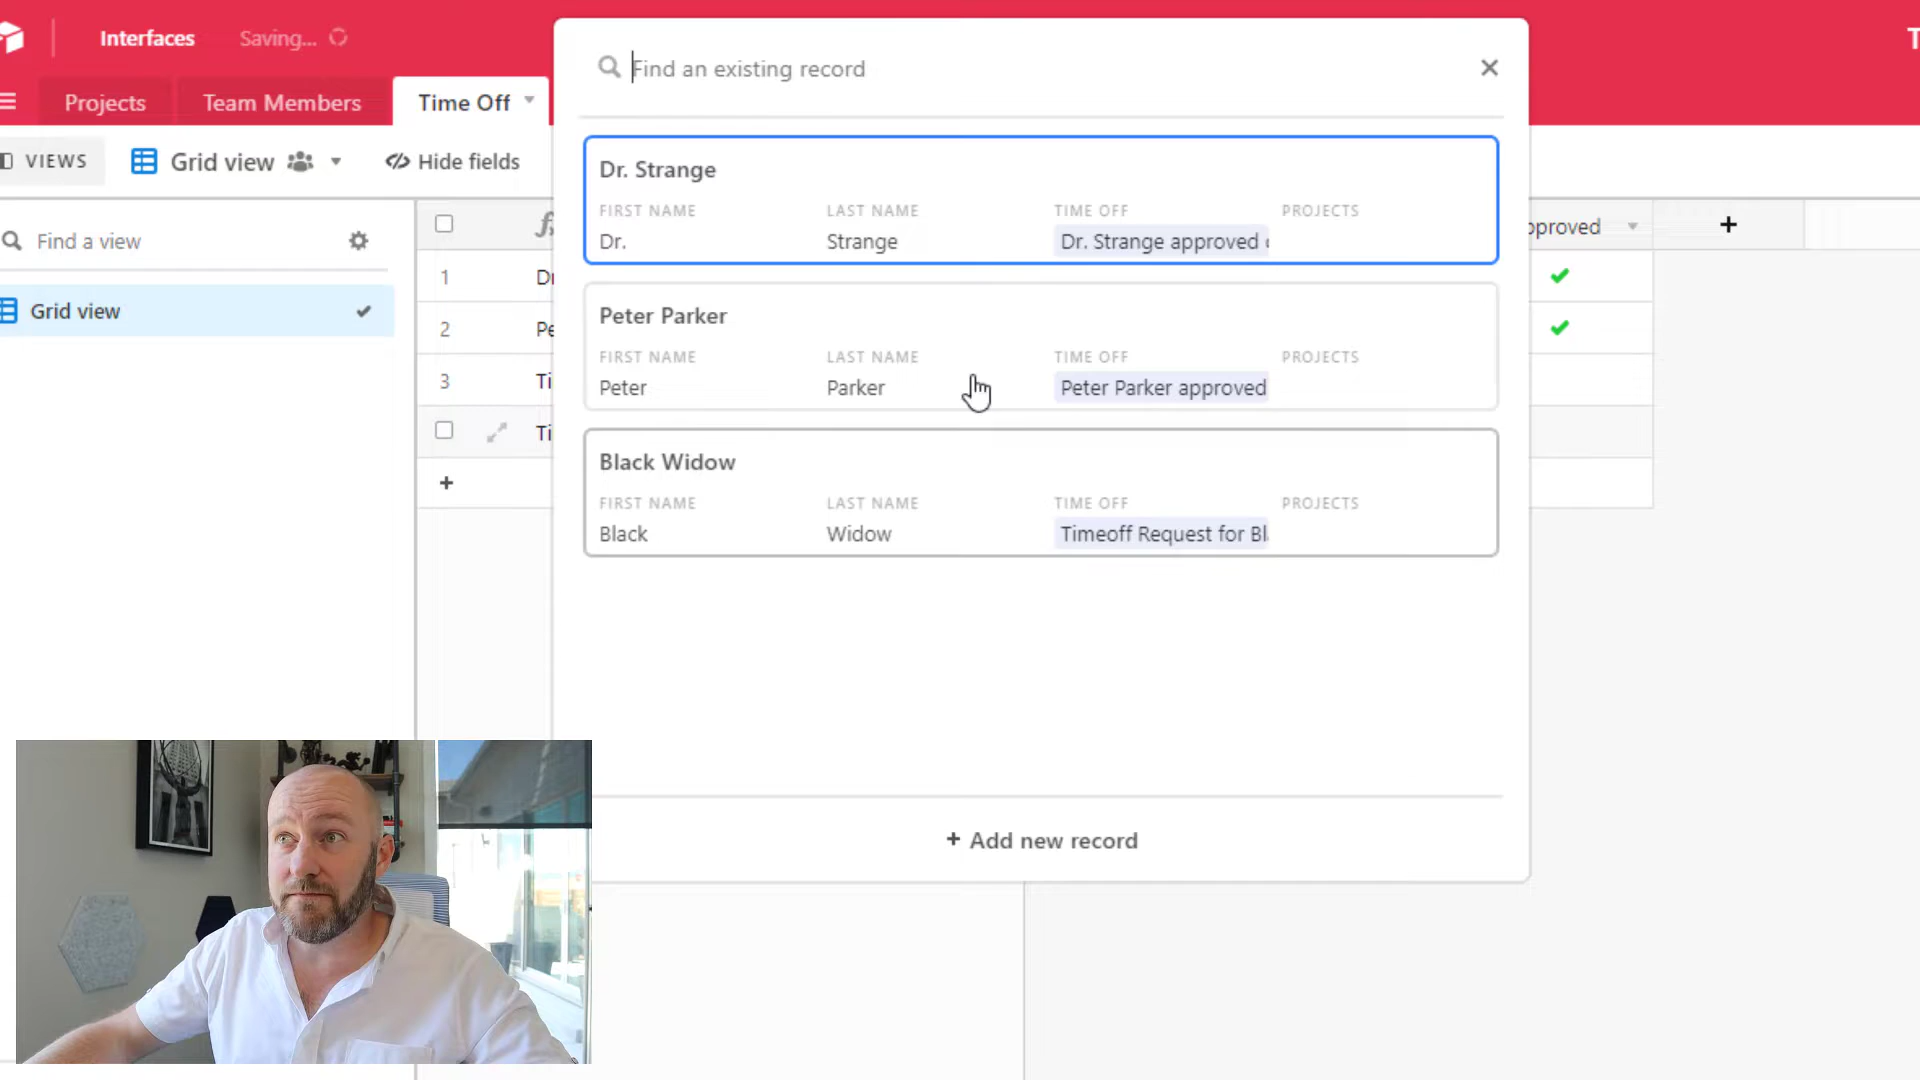 Interfaces
Saving...
Projects
Team Members
Time Off
VIEWS
Grid view
Hide fields
Find a view
Grid view
1
2
3
Find an existing record
Dr. Strange
FIRST NAME LAST NAME TIME OFF PROJECTS
Dr. Strange Dr. Strange approved
Peter Parker
FIRST NAME LAST NAME TIME OFF PROJECTS
Peter Parker Peter Parker approved
Black Widow
FIRST NAME LAST NAME TIME OFF PROJECTS
Black Widow Timeoff Request for Bl
+ Add new record
pproved